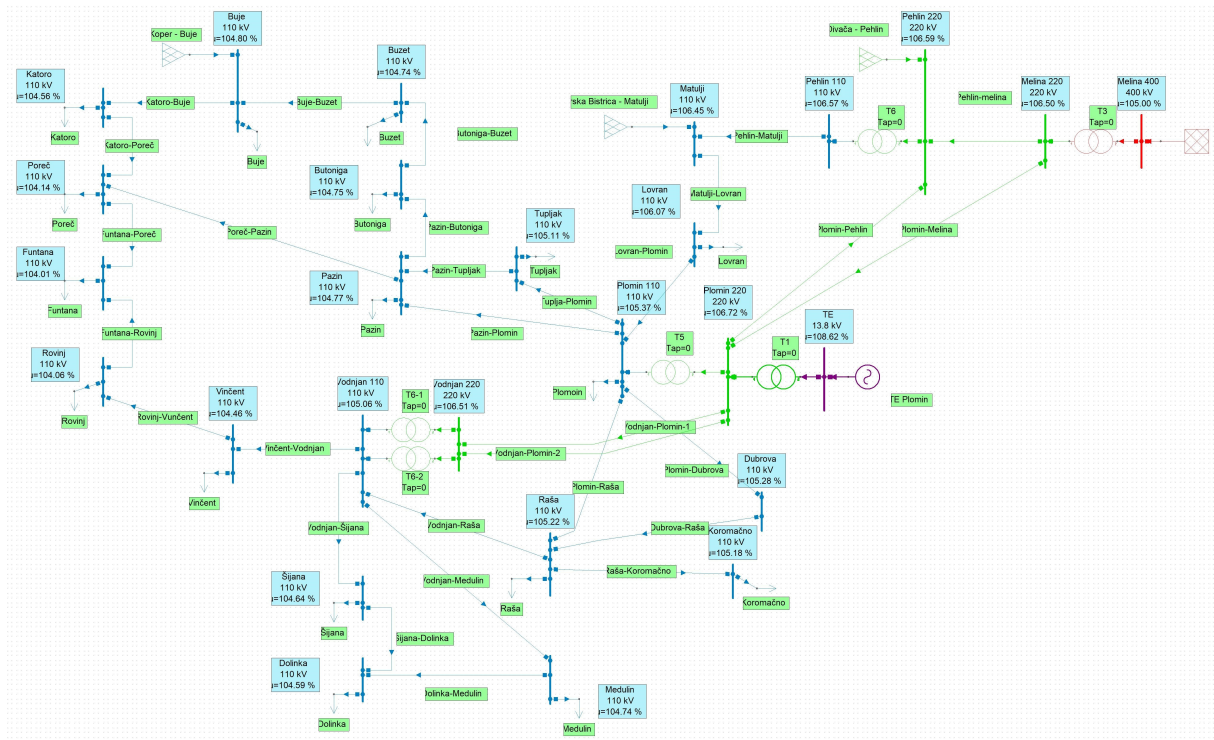 Buje
110 kV
u=104.80 %
Koper - Buje
Divača - Pehlin
Pehlin 220
220 kV
u=106.59 %
Buzet
110 kV
u=104.74 %
Katoro
110 kV
u=104.56 %
Matulji
110 kV
u=106.45 %
Pehlin 110
110 kV
u=106.57 %
Melina 220
220 kV
u=106.50 %
Melina 400
400 kV
u=105.00 %
Katoro-Buje
Buje-Buzet
rska Bistrica - Matulji
T6
Tap=0
Pehlin-melina
T3
Tap=0
Katoro
Buzet
Butoniga-Buzet
Pehlin-Matulji
Katoro-Poreč
Buje
Poreč
110 kV
u=104.14 %
Butoniga
110 kV
u=104.75 %
Lovran
110 kV
u=106.07 %
Matulji-Lovran
Tupljak
110 kV
u=105.11 %
Poreč
Butoniga
Pazin-Butoniga
Poreč-Pazin
Funtana-Poreč
Plomin-Pehlin
Plomin-Melina
Funtana
110 kV
u=104.01 %
Lovran-Plomin
Lovran
Pazin
110 kV
u=104.77 %
Pazin-Tupljak
Tupljak
Plomin 110
110 kV
u=105.37 %
Plomin 220
220 kV
u=106.72 %
Tuplja-Plomin
Funtana
TE
13.8 kV
u=108.62 %
Funtana-Rovinj
Pazin
Pazin-Plomin
T5
Tap=0
T1
Tap=0
Rovinj
110 kV
u=104.06 %
Vinčent
110 kV
u=104.46 %
Vodnjan 110
110 kV
u=105.06 %
T6-1
Tap=0
Vodnjan 220
220 kV
u=106.51 %
Plomoin
TE Plomin
Rovinj
Rovinj-Vunčent
Vodnjan-Plomin-1
Vinčent-Vodnjan
Vodnjan-Plomin-2
T6-2
Tap=0
Plomin-Dubrova
Dubrova
110 kV
u=105.28 %
Plomin-Raša
Vinčent
Raša
110 kV
u=105.22 %
Vodnjan-Šijana
Vodnjan-Raša
Dubrova-Raša
Koromačno
110 kV
u=105.18 %
Raša-Koromačno
Šijana
110 kV
u=104.64 %
Vodnjan-Medulin
Raša
Koromačno
Šijana
Šijana-Dolinka
Dolinka
110 kV
u=104.59 %
Dolinka-Medulin
Medulin
110 kV
u=104.74 %
Dolinka
Medulin